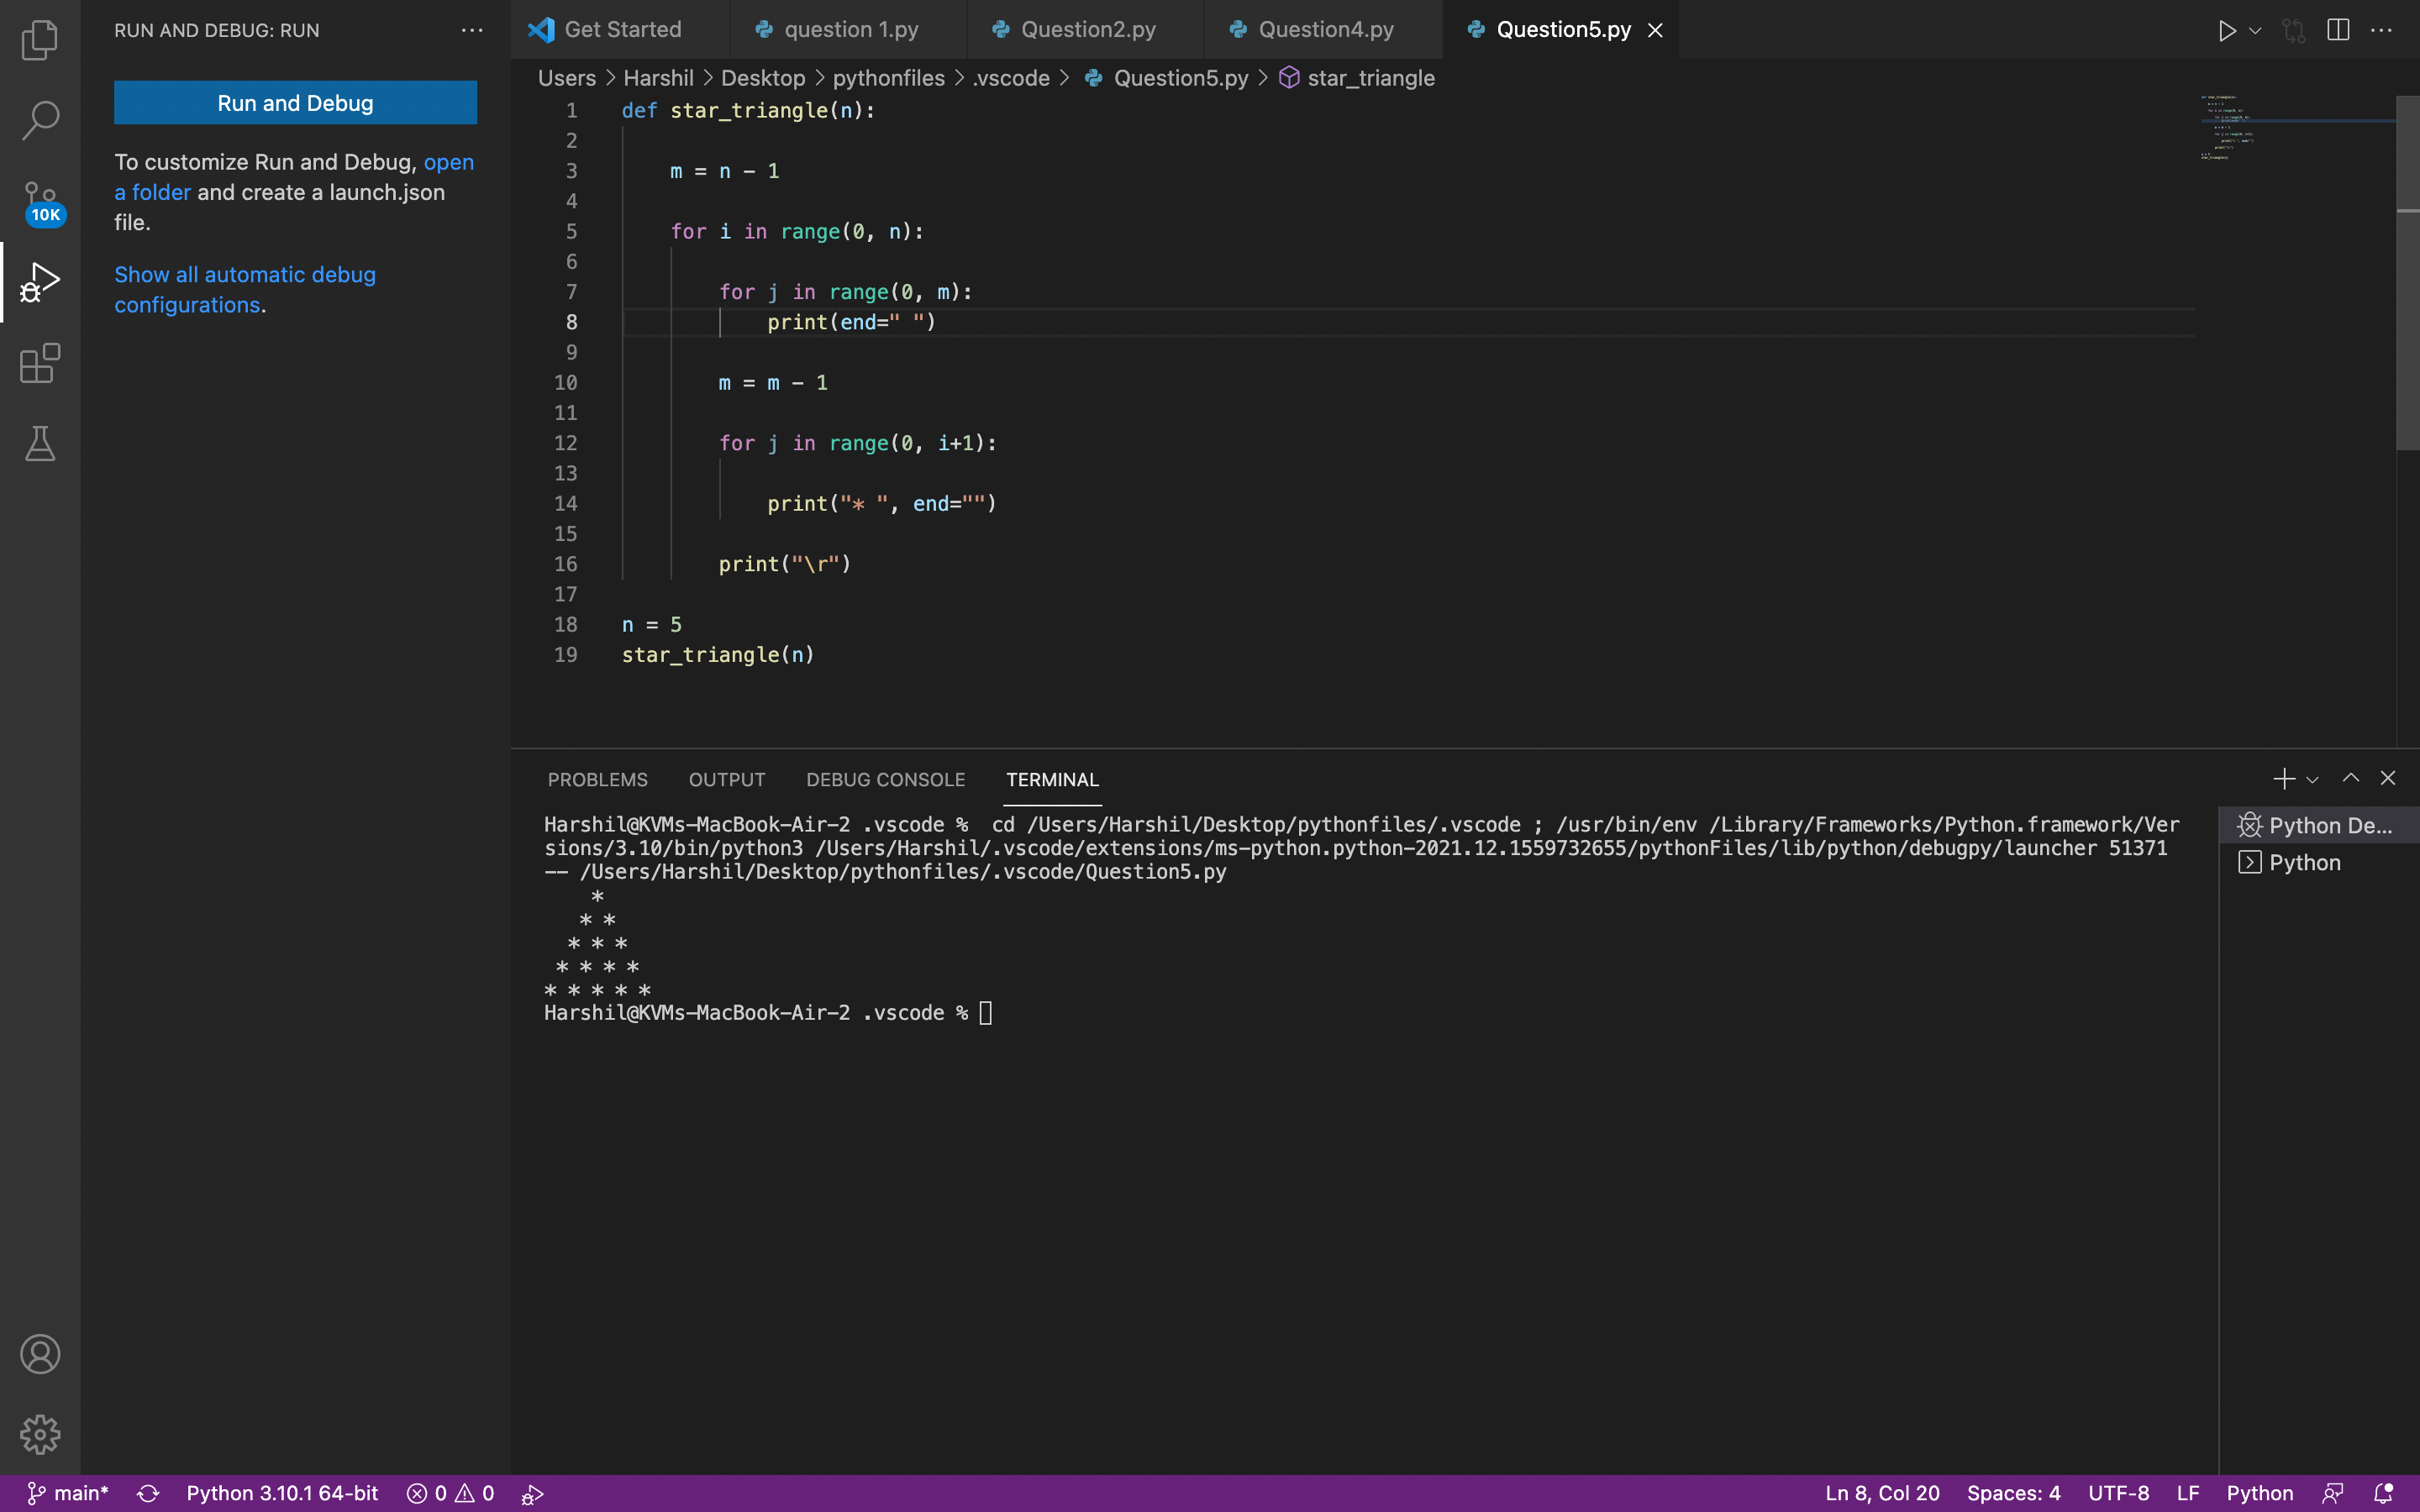 RUN AND DEBUG: RUN
Run and Debug
To customize Run and Debug, open
a folder and create a launch.json
file.
Show all automatic debug
configurations.
10K
Get Started
question 1.py
Question2.py
Question4.py
Question5.py
Users > Harshil > Desktop > pythonfiles > .vscode > Question5.py > star_triangle
1 def star_triangle(n):
2
3     m = n - 1
4
5     for i in range(0, n):
6
7         for j in range(0, m):
8             print(end=" ")
9
10         m = m - 1
11
12         for j in range(0, i+1):
13
14             print("* ", end="")
15
16         print("\r")
17
18 n = 5
19 star_triangle(n)
PROBLEMS OUTPUT DEBUG CONSOLE TERMINAL
Harshil@KVMs-MacBook-Air-2 .vscode %  cd /Users/Harshil/Desktop/pythonfiles/.vscode ; /usr/bin/env /Library/Frameworks/Python.framework/Ver
sions/3.10/bin/python3 /Users/Harshil/.vscode/extensions/ms-python.python-2021.12.1559732655/pythonFiles/lib/python/debugpy/launcher 51371
-- /Users/Harshil/Desktop/pythonfiles/.vscode/Question5.py
    *
   * *
  * * *
 * * * *
* * * * *
Harshil@KVMs-MacBook-Air-2 .vscode %
Python De...
Python
main* Python 3.10.1 64-bit 0 0 Ln 8, Col 20 Spaces: 4 UTF-8 LF Python